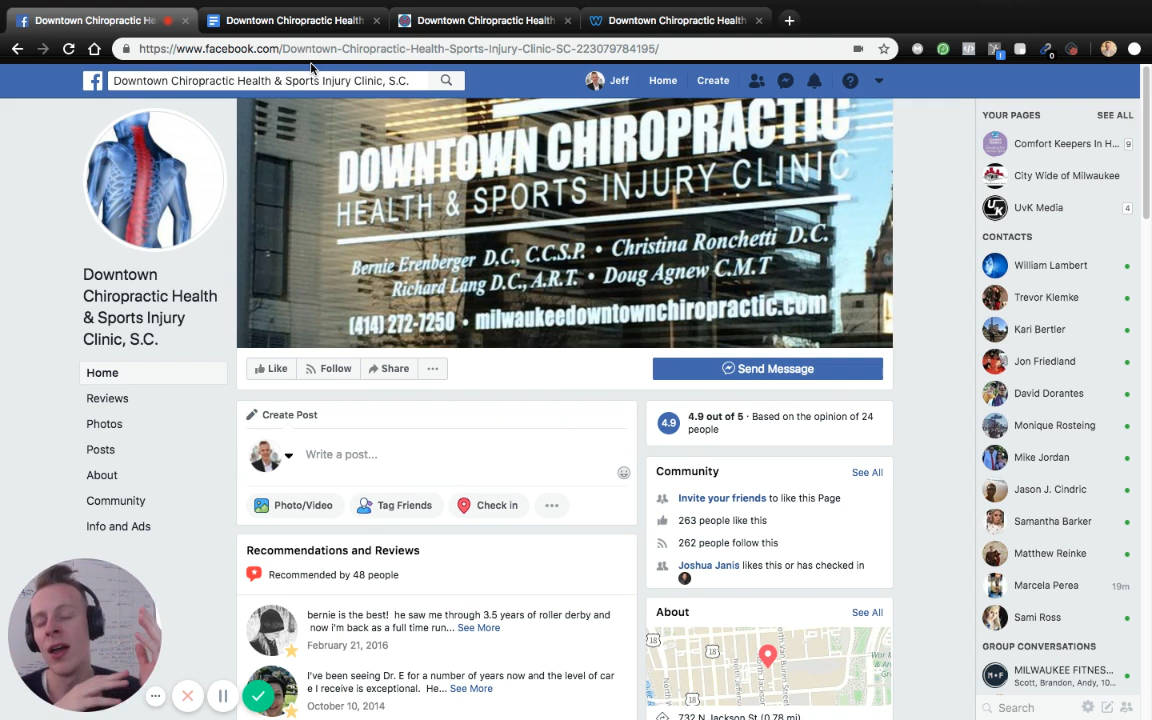 Downtown Chiropractic He
Downtown Chiropractic Health
Downtown Chiropractic Health
Downtown Chiropractic Health
https://www.facebook.com/Downtown-Chiropractic-Health-Sports-Injury-Clinic-SC-223079784195/
Downtown Chiropractic Health & Sports Injury Clinic, S.C.
Jeff
Home
Create
DOWNTOWN CHIROPRACTIC
HEALTH & SPORTS INJURY CLINIC
Bernie Erenberger D.C, C.C.S.P. • Christina Ronchetti D.C.
Richard Lang D.C., A.R.T. • Doug Agnew C.M.T
(414) 272-7250 • milwaukeedowntownchiropractic.com
Downtown
Chiropractic Health
& Sports Injury
Clinic, S.C.
Home
Reviews
Photos
Posts
About
Community
Info and Ads
Like
Follow
Share
Send Message
Create Post
Write a post...
Photo/Video
Tag Friends
Check in
Recommendations and Reviews
Recommended by 48 people
bernie is the best! he saw me through 3.5 years of roller derby and
now i'm back as a full time run... See More
February 21, 2016
I've been seeing Dr. E for a number of years now and the level of car
e I receive is exceptional. He... See More
October 10, 2014
4.9
4.9 out of 5 · Based on the opinion of 24
people
Community
See All
Invite your friends to like this Page
263 people like this
262 people follow this
Joshua Janis likes this or has checked in
About
See All
18
18
18
732 N Jackson St (0.78 mi)
YOUR PAGES
SEE ALL
Comfort Keepers In H...
9
City Wide of Milwaukee
UvK Media
4
CONTACTS
William Lambert
Trevor Klemke
Kari Bertler
Jon Friedland
David Dorantes
Monique Rosteing
Mike Jordan
Jason J. Cindric
Samantha Barker
Matthew Reinke
Marcela Perea
19m
Sami Ross
GROUP CONVERSATIONS
MILWAUKEE FITNES...
Scott, Brandon, Andy, 10...
Search